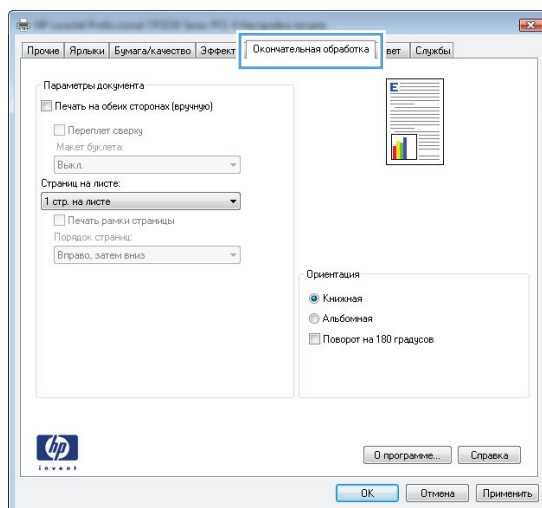 Прочие Ярлыки Бумага/качество Эффект Окончательная обработка вет Службы
Параметры документа
Печать на обеих сторонах (вручную)
Переплет сверху
Макет буклета:
Выкл.
Страниц на листе:
1 стр. на листе
Печать рамки страницы
Порядок страниц:
Вправо, затем вниз
E
Ориентация
Книжная
Альбомная
Поворот на 180 градусов
hp
invent
О программе... Справка
OK Отмена Применить